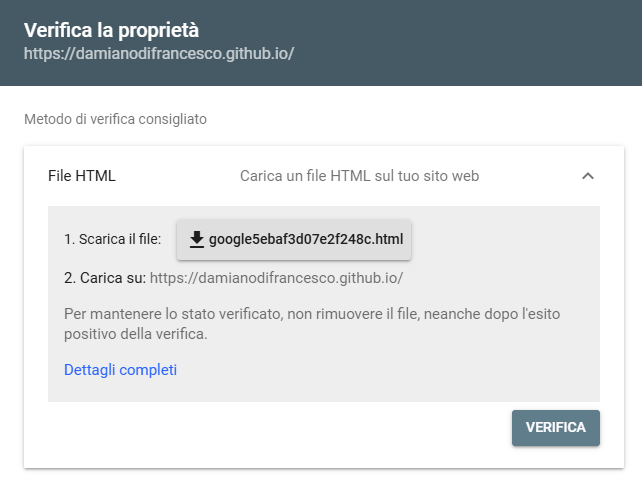 Verifica la proprietà
https://damianodifrancesco.github.io/
Metodo di verifica consigliato
File HTML Carica un file HTML sul tuo sito web
1. Scarica il file: google5ebaf3d07e2f248c.html
2. Carica su: https://damianodifrancesco.github.io/
Per mantenere lo stato verificato, non rimuovere il file, neanche dopo l'esito
positivo della verifica.
Dettagli completi
VERIFICA